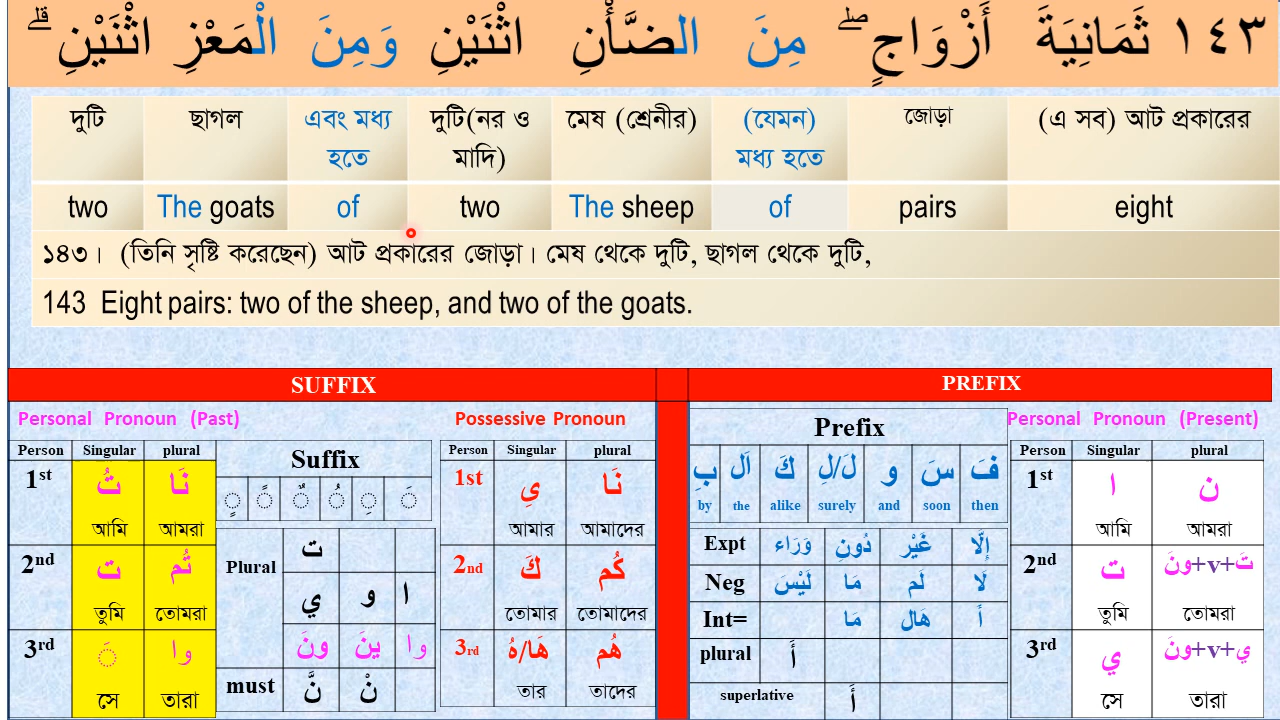 ١٤٣ ثَمَانِيَةَ أَزْوَاجٍ ۖ مِنَ الضَّأْنِ اثْنَيْنِ وَمِنَ الْمَعْزِ اثْنَيْنِ ۗ
দুটি ছাগল এবং মধ্য হতে দুটি(নর ও মাদি) মেষ (শ্রেনীর) (যেমন) মধ্য হতে জোড়া (এ সব) আট প্রকারের
two The goats of two The sheep of pairs eight
১৪৩। (তিনি সৃষ্টি করেছেন) আট প্রকারের জোড়া। মেষ থেকে দুটি, ছাগল থেকে দুটি,
143 Eight pairs: two of the sheep, and two of the goats.
SUFFIX PREFIX
Personal Pronoun (Past)
Person Singular plural
1st تُ نَا
আমি আমরা
2nd ت تُم
তুমি তোমরা
3rd َ وا
সে তারা
Suffix
ٍ ً ٌ ُ ِ َ
Plural ت
ي و ا
ونَ ينَ وا
must نَّ نْ
Possessive Pronoun
Person Singular plural
1st ىِ نَا
আমার আমাদের
2nd كَ كُم
তোমার তোমাদের
3rd هَا/هُ هُم
তার তাদের
Prefix
بِ اَل كَ لَ/لِ و سَ فَ
by the alike surely and soon then
Expt وَرَاء دُونِ غَيْر إِلَّا
Neg لَيْسَ مَا لَم لَا
Int= مَا هَال أَ
plural أَ
superlative أَ
Personal Pronoun (Present)
Person Singular plural
1st ا ن
আমি আমরা
2nd ت تَ+v+ونَ
তুমি তোমরা
3rd ي ي+v+ونَ
সে তারা